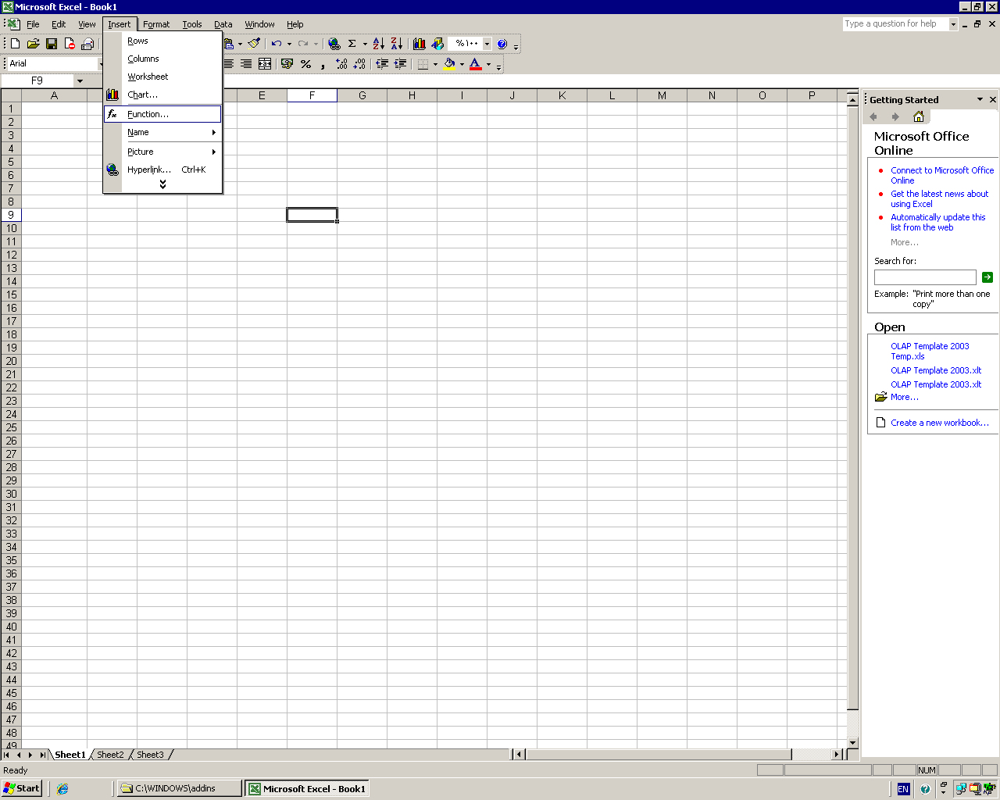 Microsoft Excel - Book1
File Edit View Insert Format Tools Data Window Help
Type a question for help
%١٠٠
Arial
F9
Rows
Columns
Worksheet
Chart...
Function...
Name
Picture
Hyperlink... Ctrl+K
A E F G H I J K L M N O P
1
2
3
4
5
6
7
8
9
10
11
12
13
14
15
16
17
18
19
20
21
22
23
24
25
26
27
28
29
30
31
32
33
34
35
36
37
38
39
40
41
42
43
44
45
46
47
48
49
Getting Started
Microsoft Office
Online
Connect to Microsoft Office
Online
Get the latest news about
using Excel
Automatically update this
list from the web
More...
Search for:
Example: "Print more than one
copy"
Open
OLAP Template 2003
Temp.xls
OLAP Template 2003.xlt
OLAP Template 2003.xlt
More...
Create a new workbook...
Sheet1 Sheet2 Sheet3
Ready
NUM
Start
C:\WINDOWS\addins
Microsoft Excel - Book1
EN